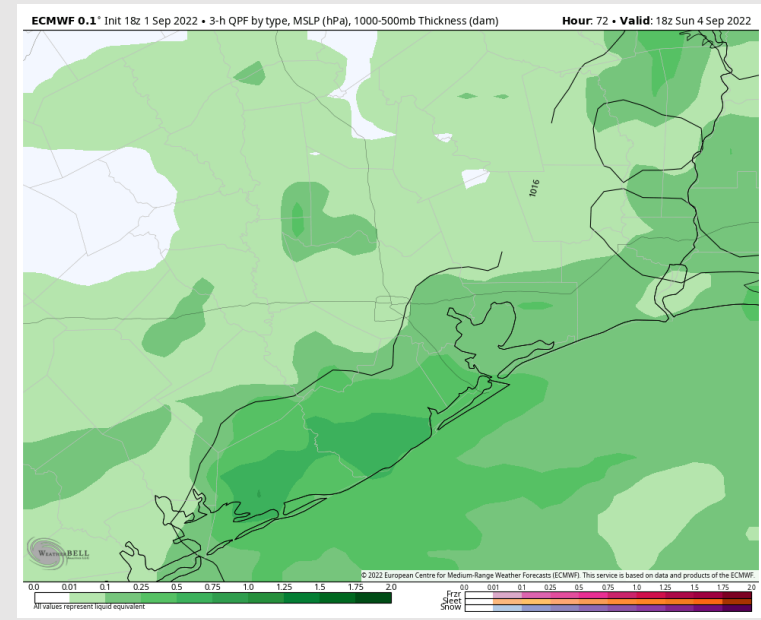 ECMWF 0.1° Init 18z 1 Sep 2022 • 3-h QPF by type, MSLP (hPa), 1000-500mb Thickness (dam)
Hour: 72 • Valid: 18z Sun 4 Sep 2022
1016
WEATHERBELL
© 2022 European Centre for Medium-Range Weather Forecasts (ECMWF). This service is based on data and products of the ECMWF.
0.0 0.01 0.1 0.25 0.5 0.75 1.0 1.25 1.5 1.75 2.0
All values represent liquid equivalent
0.0 0.01 0.1 0.25 0.5 0.75 1.0 1.25 1.5 1.75 2.0
Frzr
Sleet
Snow